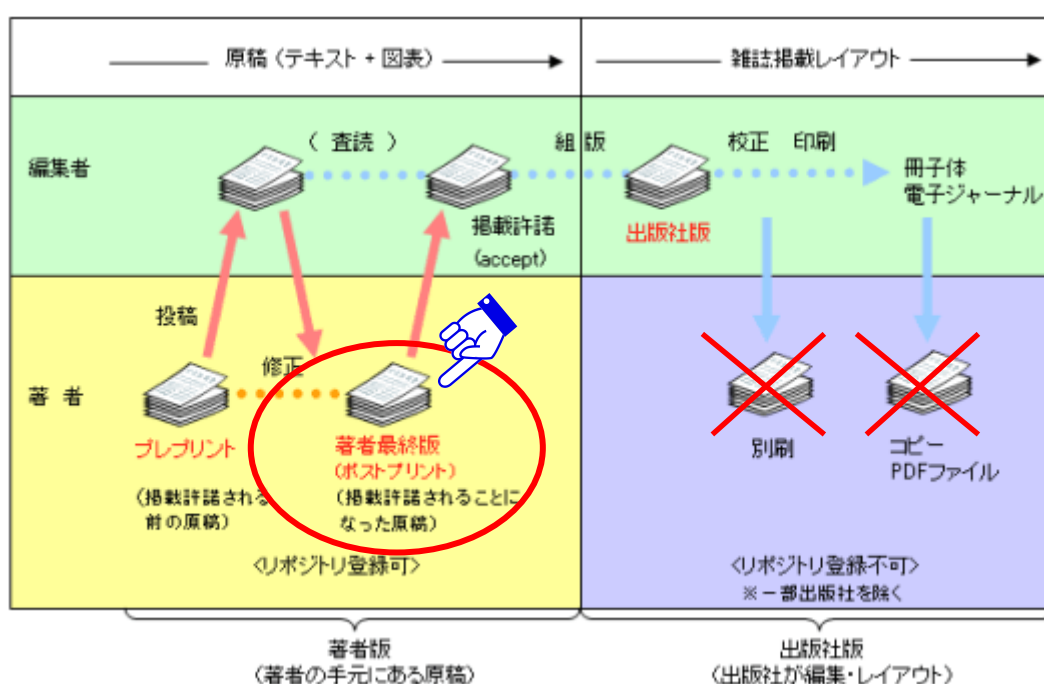 原稿（テキスト + 図表）
雑誌掲載レイアウト
編集者
（ 査読 ）
組 版
校正 印刷
掲載許諾
(accept)
出版社版
冊子体
電子ジャーナル
投稿
修正
著 者
プレプリント
（掲載許諾される
前の原稿）
著者最終版
（ポストプリント）
（掲載許諾されることに
なった原稿）
別刷
コピー
PDFファイル
〈リポジトリ登録可〉
〈リポジトリ登録不可〉
※一部出版社を除く
著者版
（著者の手元にある原稿）
出版社版
（出版社が編集・レイアウト）